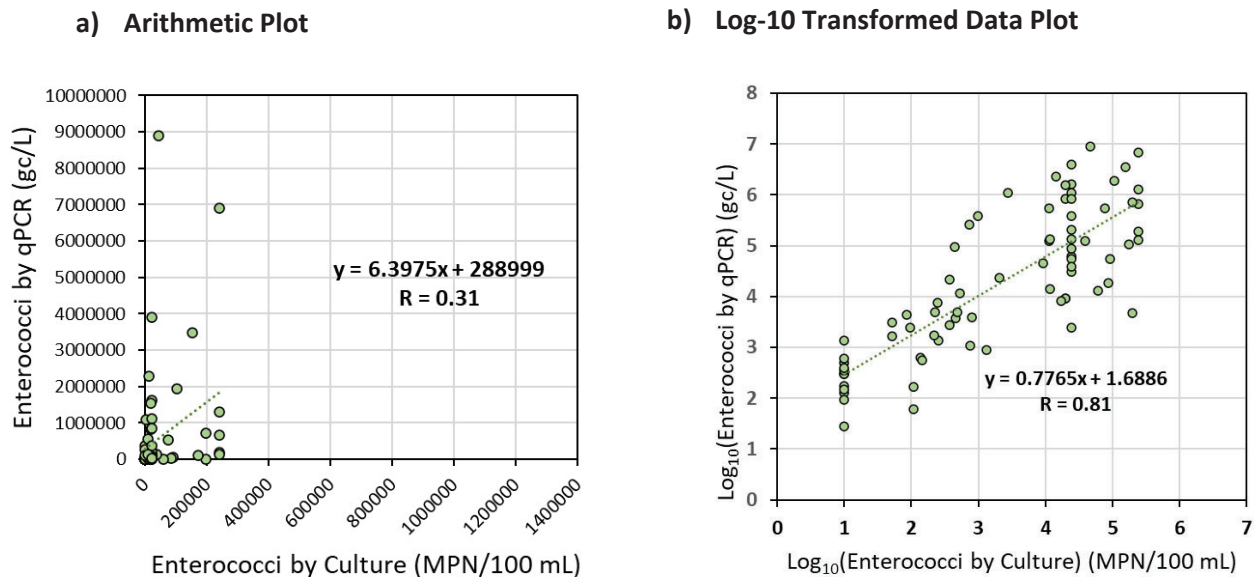 a) Arithmetic Plot
10000000
9000000
8000000
7000000
6000000
5000000
4000000
3000000
2000000
1000000
0
Enterococci by qPCR (gc/L)
y = 6.3975x + 288999
R = 0.31
0
200000
400000
600000
800000
1000000
1200000
1400000
Enterococci by Culture (MPN/100 mL)
b) Log-10 Transformed Data Plot
8
7
6
5
4
3
2
1
0
Log₁₀(Enterococci by qPCR) (gc/L)
y = 0.7765x + 1.6886
R = 0.81
0 1 2 3 4 5 6 7
Log₁₀(Enterococci by Culture) (MPN/100 mL)